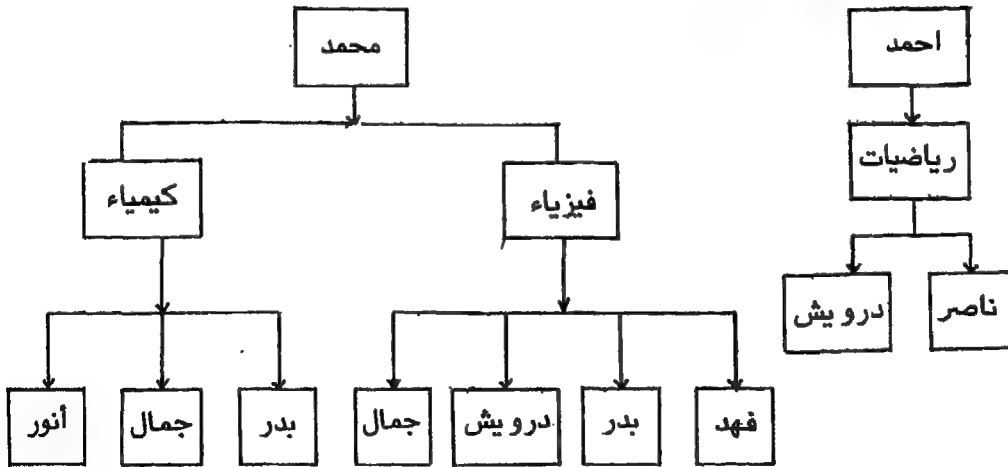 احمد
محمد
رياضيات
فيزياء
كيمياء
ناصر
درويش
فهد
بدر
درويش
جمال
بدر
جمال
أنور